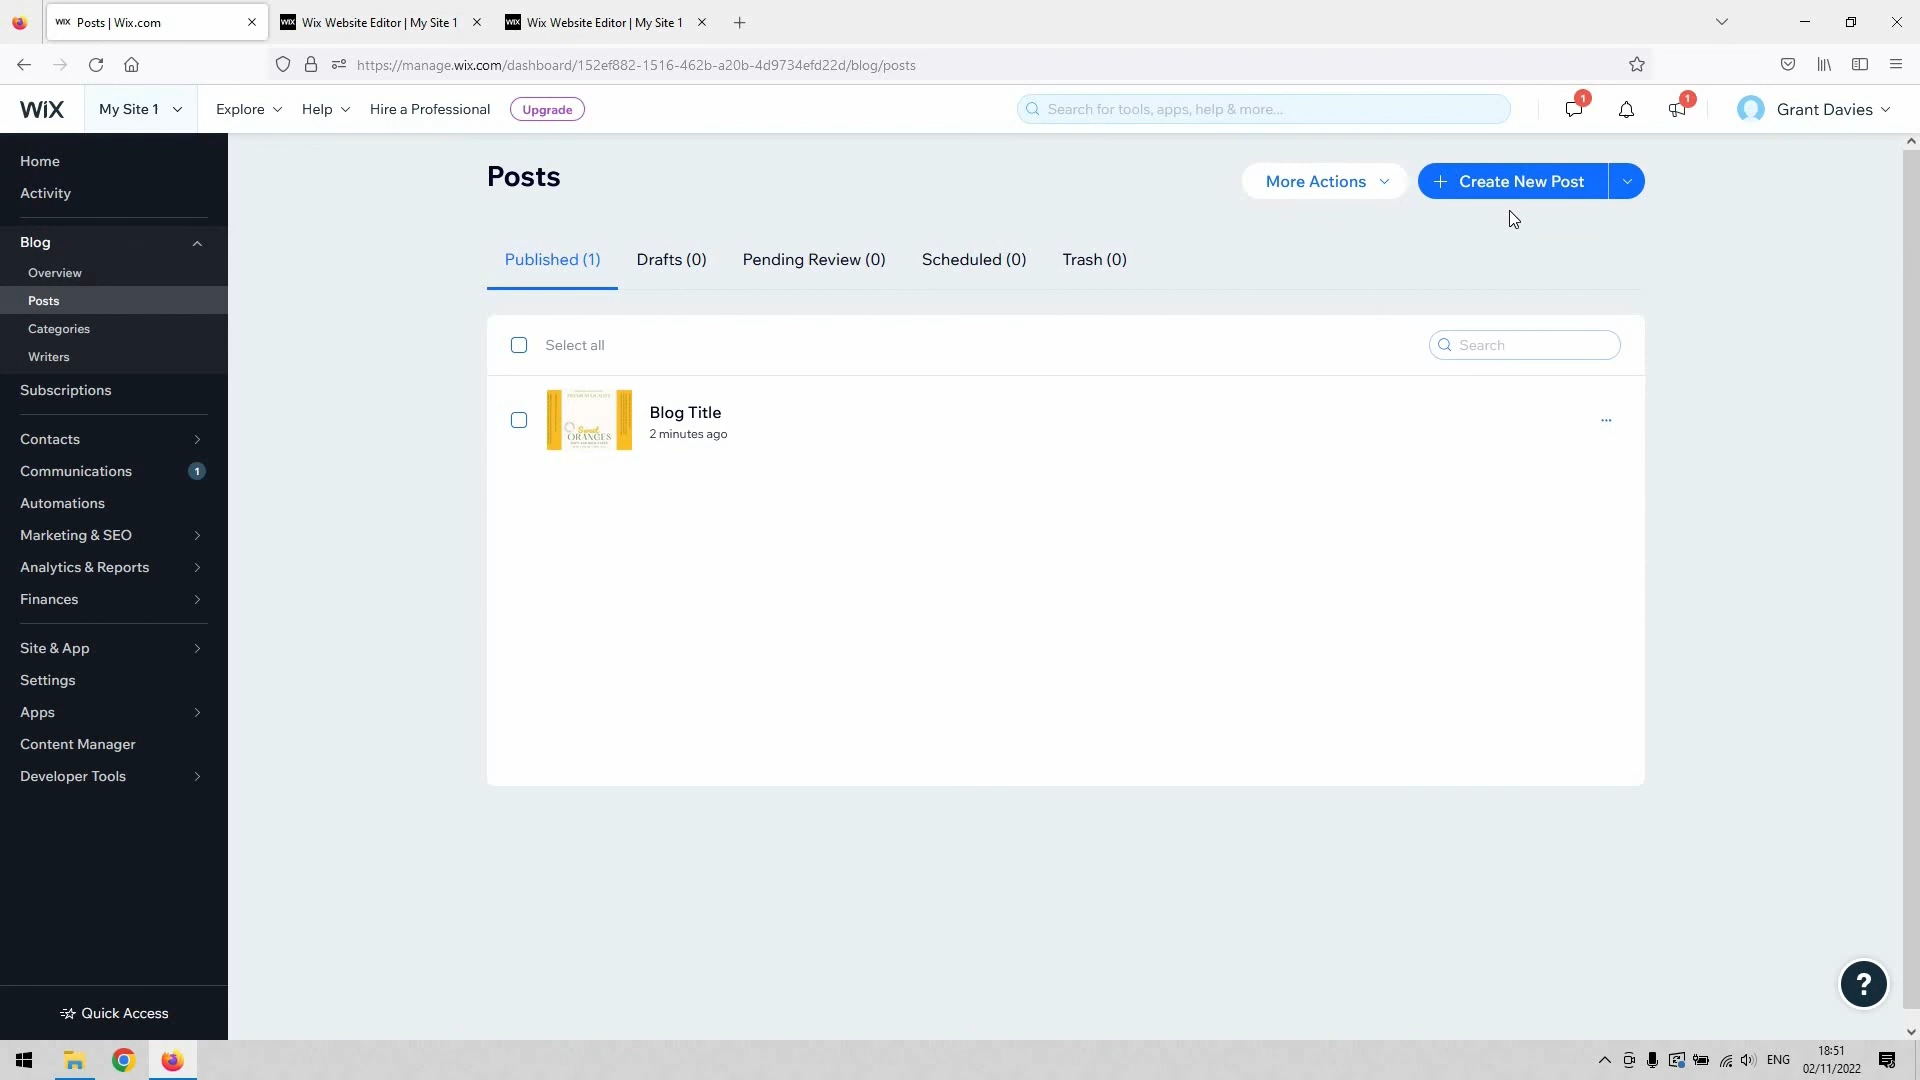 WiX Posts | Wix.com
WiX Wix Website Editor | My Site 1
WiX Wix Website Editor | My Site 1
https://manage.wix.com/dashboard/152ef882-1516-462b-a20b-4d9734efd22d/blog/posts
WiX
My Site 1
Explore
Help
Hire a Professional
Upgrade
Search for tools, apps, help & more...
1
1
Grant Davies
Home
Activity
Blog
Overview
Posts
Categories
Writers
Subscriptions
Contacts
Communications 1
Automations
Marketing & SEO
Analytics & Reports
Finances
Site & App
Settings
Apps
Content Manager
Developer Tools
Quick Access
Posts
More Actions
+ Create New Post
Published (1)
Drafts (0)
Pending Review (0)
Scheduled (0)
Trash (0)
Select all
Search
Sweet
ORANGES
Blog Title
2 minutes ago
...
?
ENG
18:51
02/11/2022